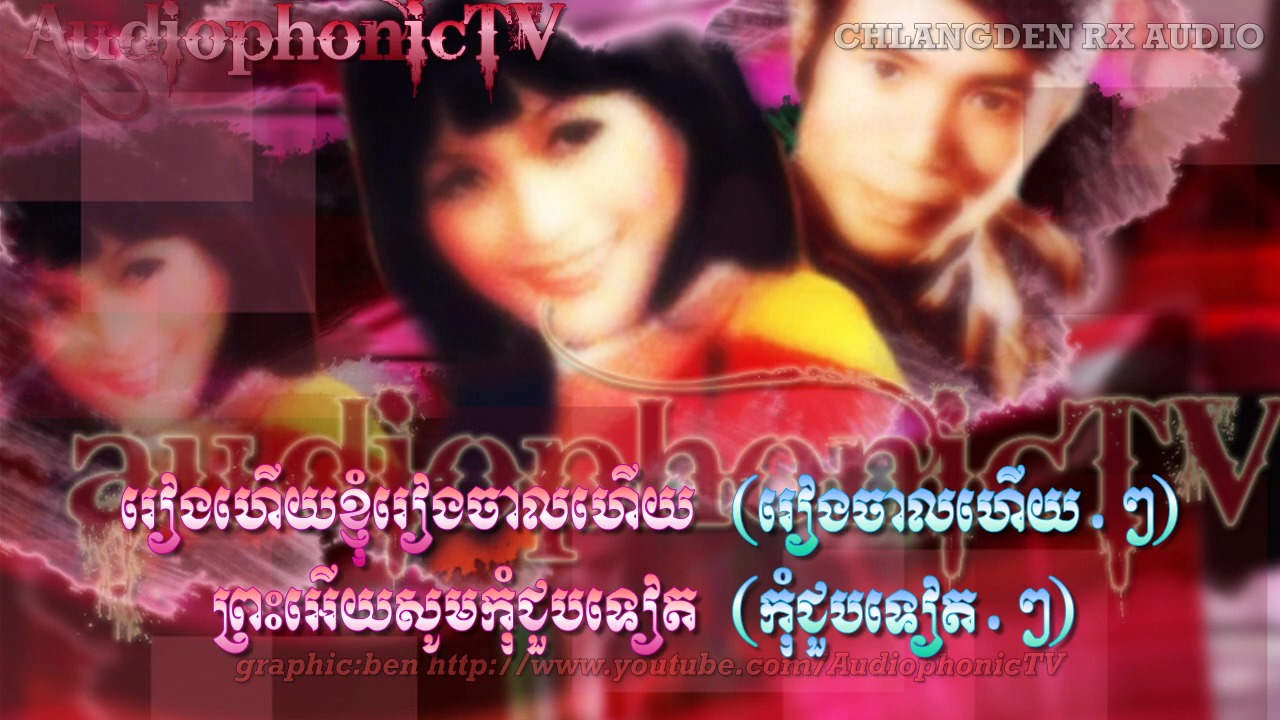 AudiophonicTV
CHLANGDEN RX AUDIO
audiophonicTV
រៀងហើយខ្ញុំរៀងចាលហើយ (រៀងចាលហើយ . ៗ)
ព្រះអើយសូមកុំជួបទៀត (កុំជួបទៀត . ៗ)
graphic:ben http://www.youtube.com/AudiophonicTV